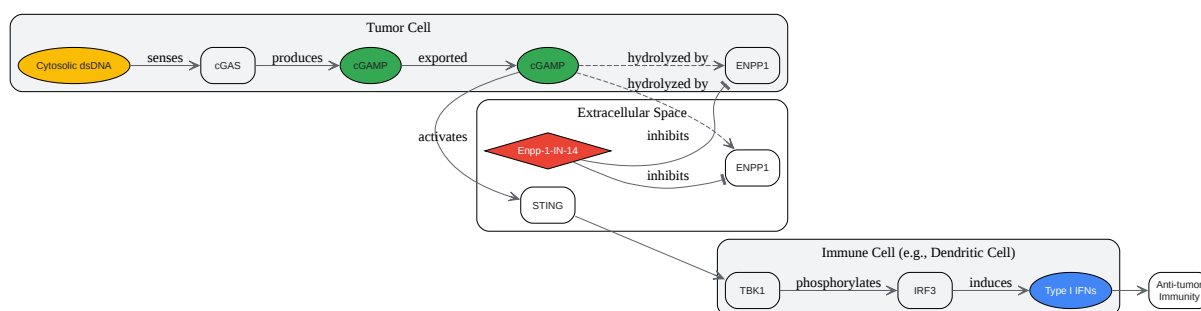 Tumor Cell
Cytosolic dsDNA
senses
cGAS
produces
cGAMP
exported
cGAMP
hydrolyzed by
ENPP1
hydrolyzed by
Extracellular Space
activates
Enpp-1-IN-14
inhibits
inhibits
ENPP1
STING
Immune Cell (e.g., Dendritic Cell)
TBK1
phosphorylates
IRF3
induces
Type I IFNs
Anti-tumor
Immunity